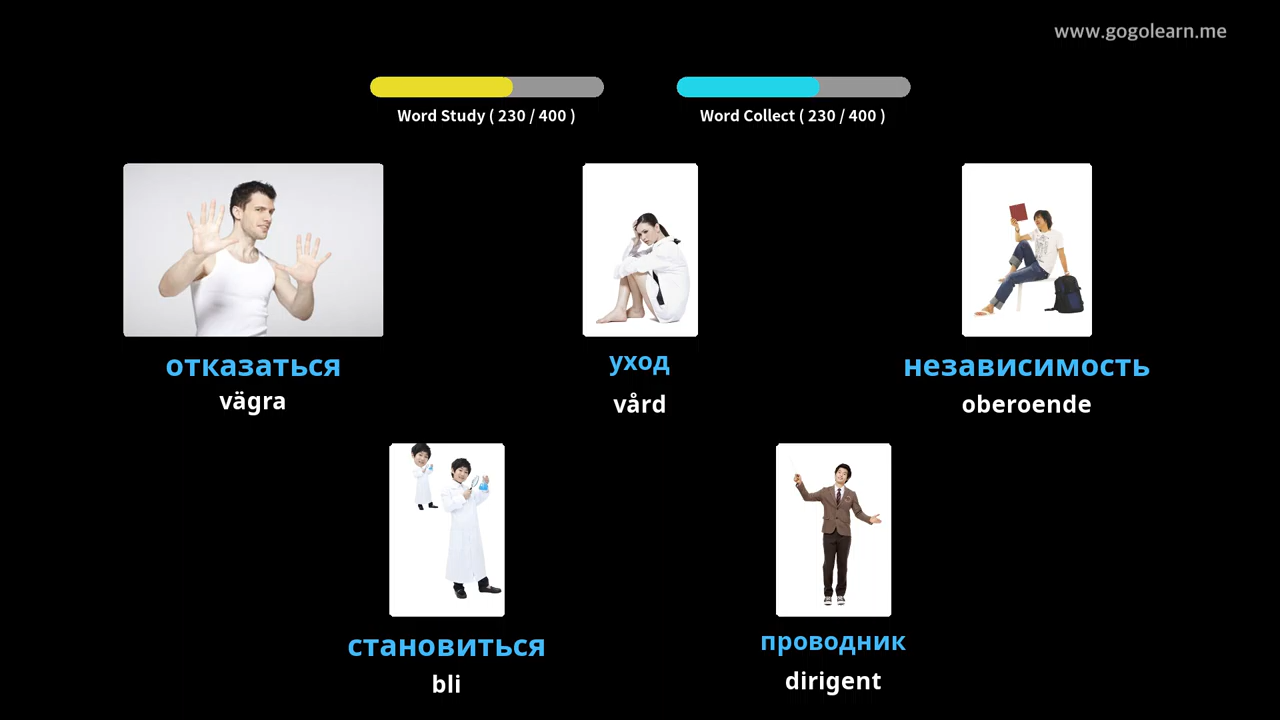 www.gogolearn.me
Word Study ( 230 / 400 )
Word Collect ( 230 / 400 )
отказаться
vägra
уход
vård
независимость
oberoende
становиться
bli
проводник
dirigent